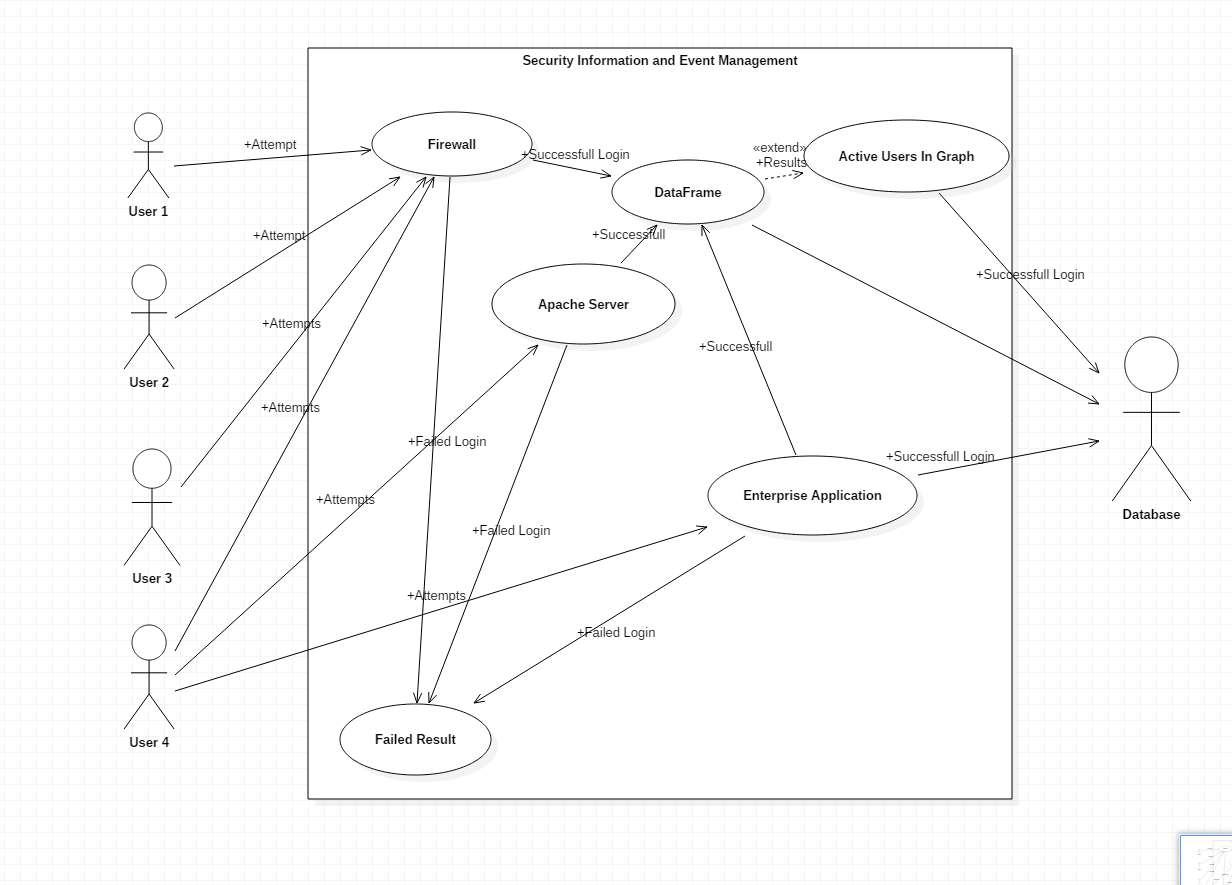 Security Information and Event Management
Firewall
+Attempt
+Successfull Login
«extend»
+Results
Active Users In Graph
DataFrame
User 1
+Attempt
+Successfull
+Successfull Login
Apache Server
+Attempts
+Successfull
User 2
+Attempts
+Failed Login
+Successfull Login
+Attempts
Enterprise Application
Database
+Failed Login
User 3
+Attempts
+Failed Login
Failed Result
User 4